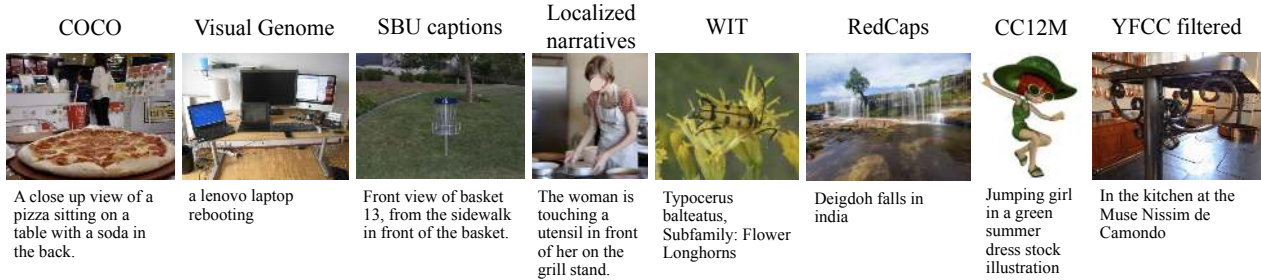 COCO
Visual Genome
SBU captions
Localized
narratives
WIT
RedCaps
CC12M
YFCC filtered
A close up view of a
pizza sitting on a
table with a soda in
the back.
a lenovo laptop
rebooting
Front view of basket
13, from the sidewalk
in front of the basket.
The woman is
touching a
utensil in front
of her on the
grill stand.
Typocerus
balteatus,
Subfamily: Flower
Longhorns
Deigdoh falls in
india
Jumping girl
in a green
summer
dress stock
illustration
In the kitchen at the
Muse Nissim de
Camondo